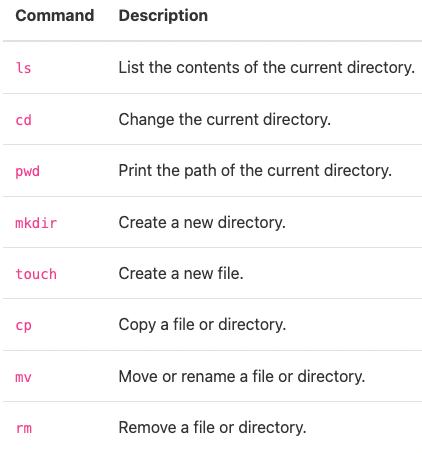 Command Description
ls List the contents of the current directory.
cd Change the current directory.
pwd Print the path of the current directory.
mkdir Create a new directory.
touch Create a new file.
cp Copy a file or directory.
mv Move or rename a file or directory.
rm Remove a file or directory.